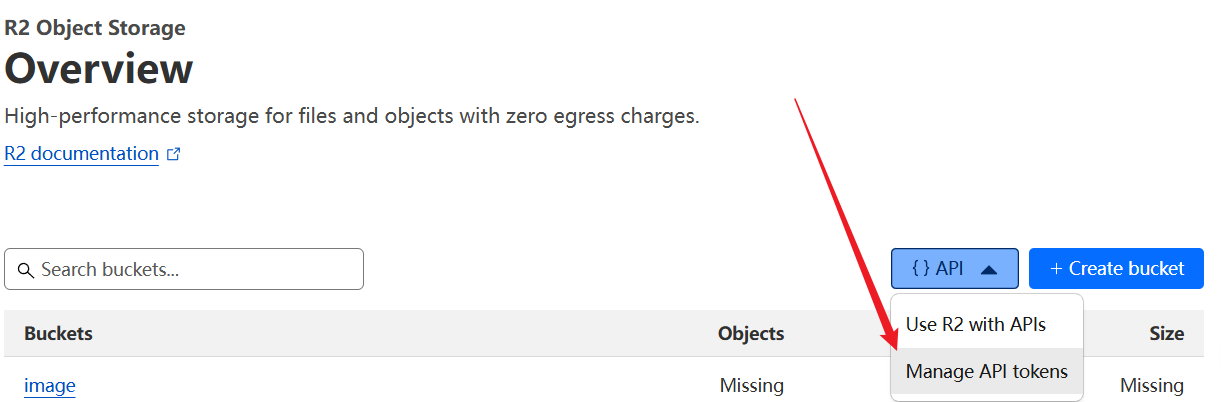 R2 Object Storage
Overview
High-performance storage for files and objects with zero egress charges.
R2 documentation
Search buckets...
{ } API
+ Create bucket
Use R2 with APIs
Manage API tokens
Buckets Objects Size
image Missing Missing